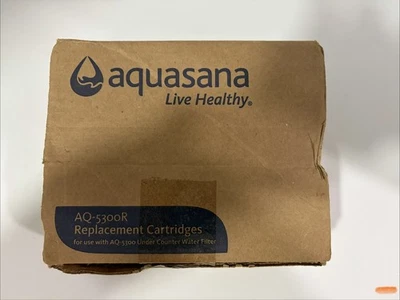 aquasana
Live Healthy®
AQ-5300R
Replacement Cartridges
for use with AQ-5300 Under Counter Water Filter